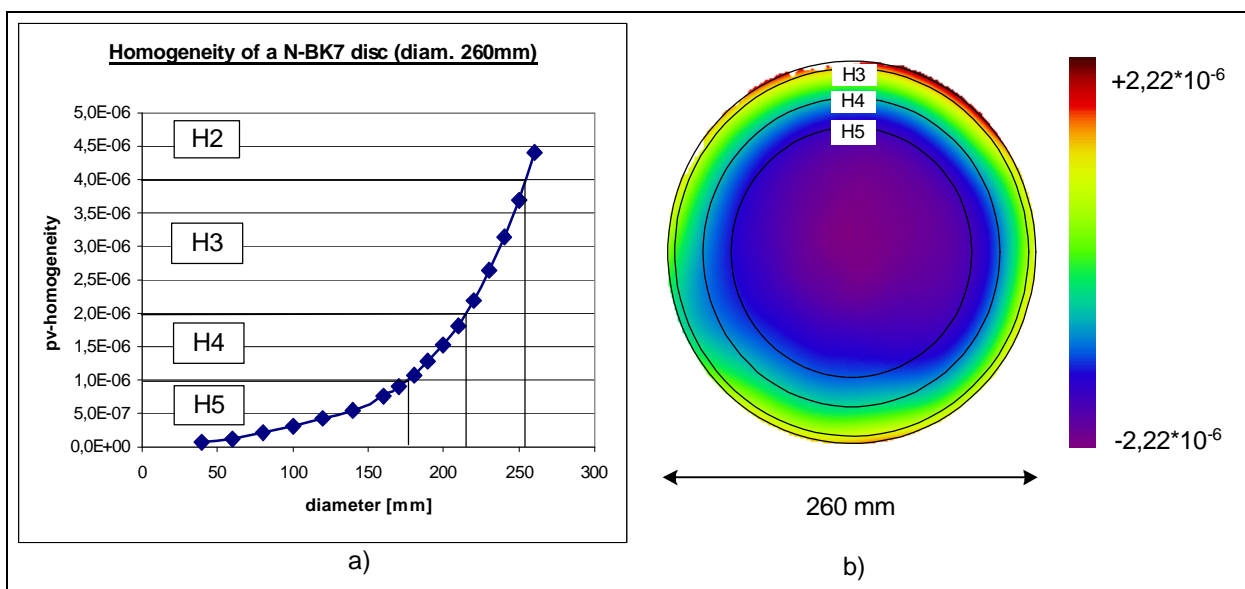 Homogeneity of a N-BK7 disc (diam. 260mm)
5,0E-06
4,5E-06
4,0E-06
3,5E-06
3,0E-06
2,5E-06
2,0E-06
1,5E-06
1,0E-06
5,0E-07
0,0E+00
pv-homogeneity
H2
H3
H4
H5
0 50 100 150 200 250 300
diameter [mm]
a)
H3
H4
H5
+2,22*10⁻⁶
-2,22*10⁻⁶
260 mm
b)